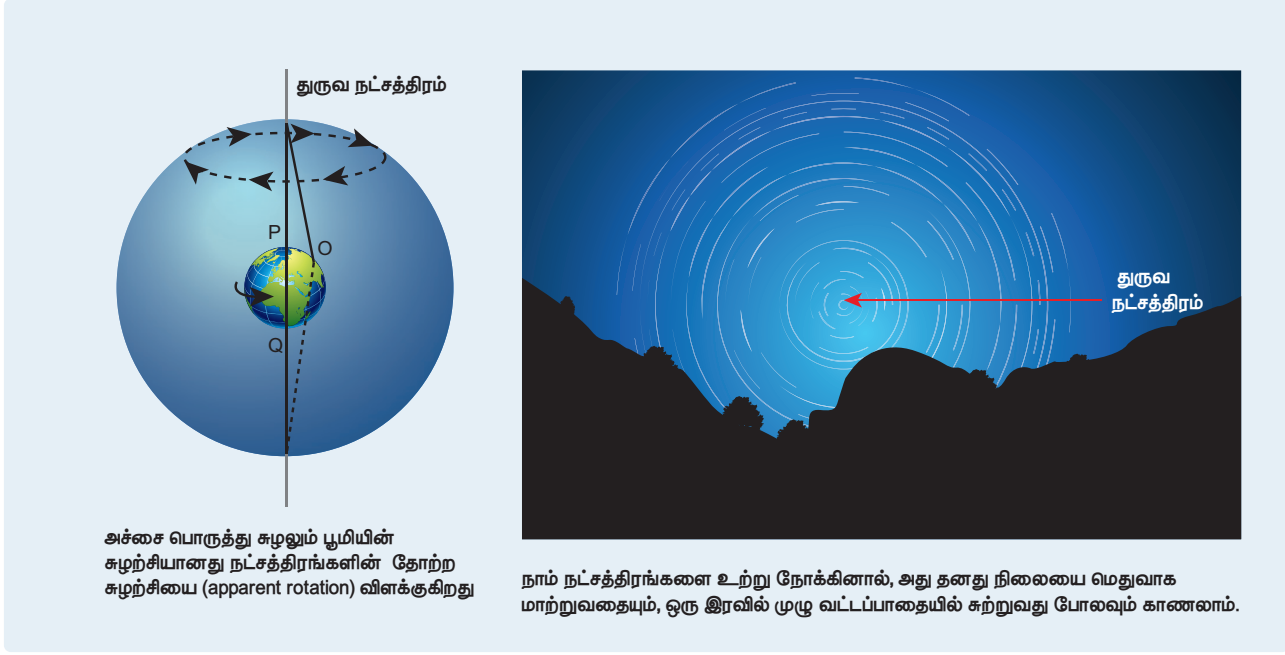 துருவ நட்சத்திரம்
P
O
Q
அச்சை பொருத்து சுழலும் பூமியின்
சுழற்சியானது நட்சத்திரங்களின் தோற்ற
சுழற்சியை (apparent rotation) விளக்குகிறது
துருவ
நட்சத்திரம்
நாம் நட்சத்திரங்களை உற்று நோக்கினால், அது தனது நிலையை மெதுவாக
மாற்றுவதையும், ஒரு இரவில் முழு வட்டப்பாதையில் சுற்றுவது போலவும் காணலாம்.